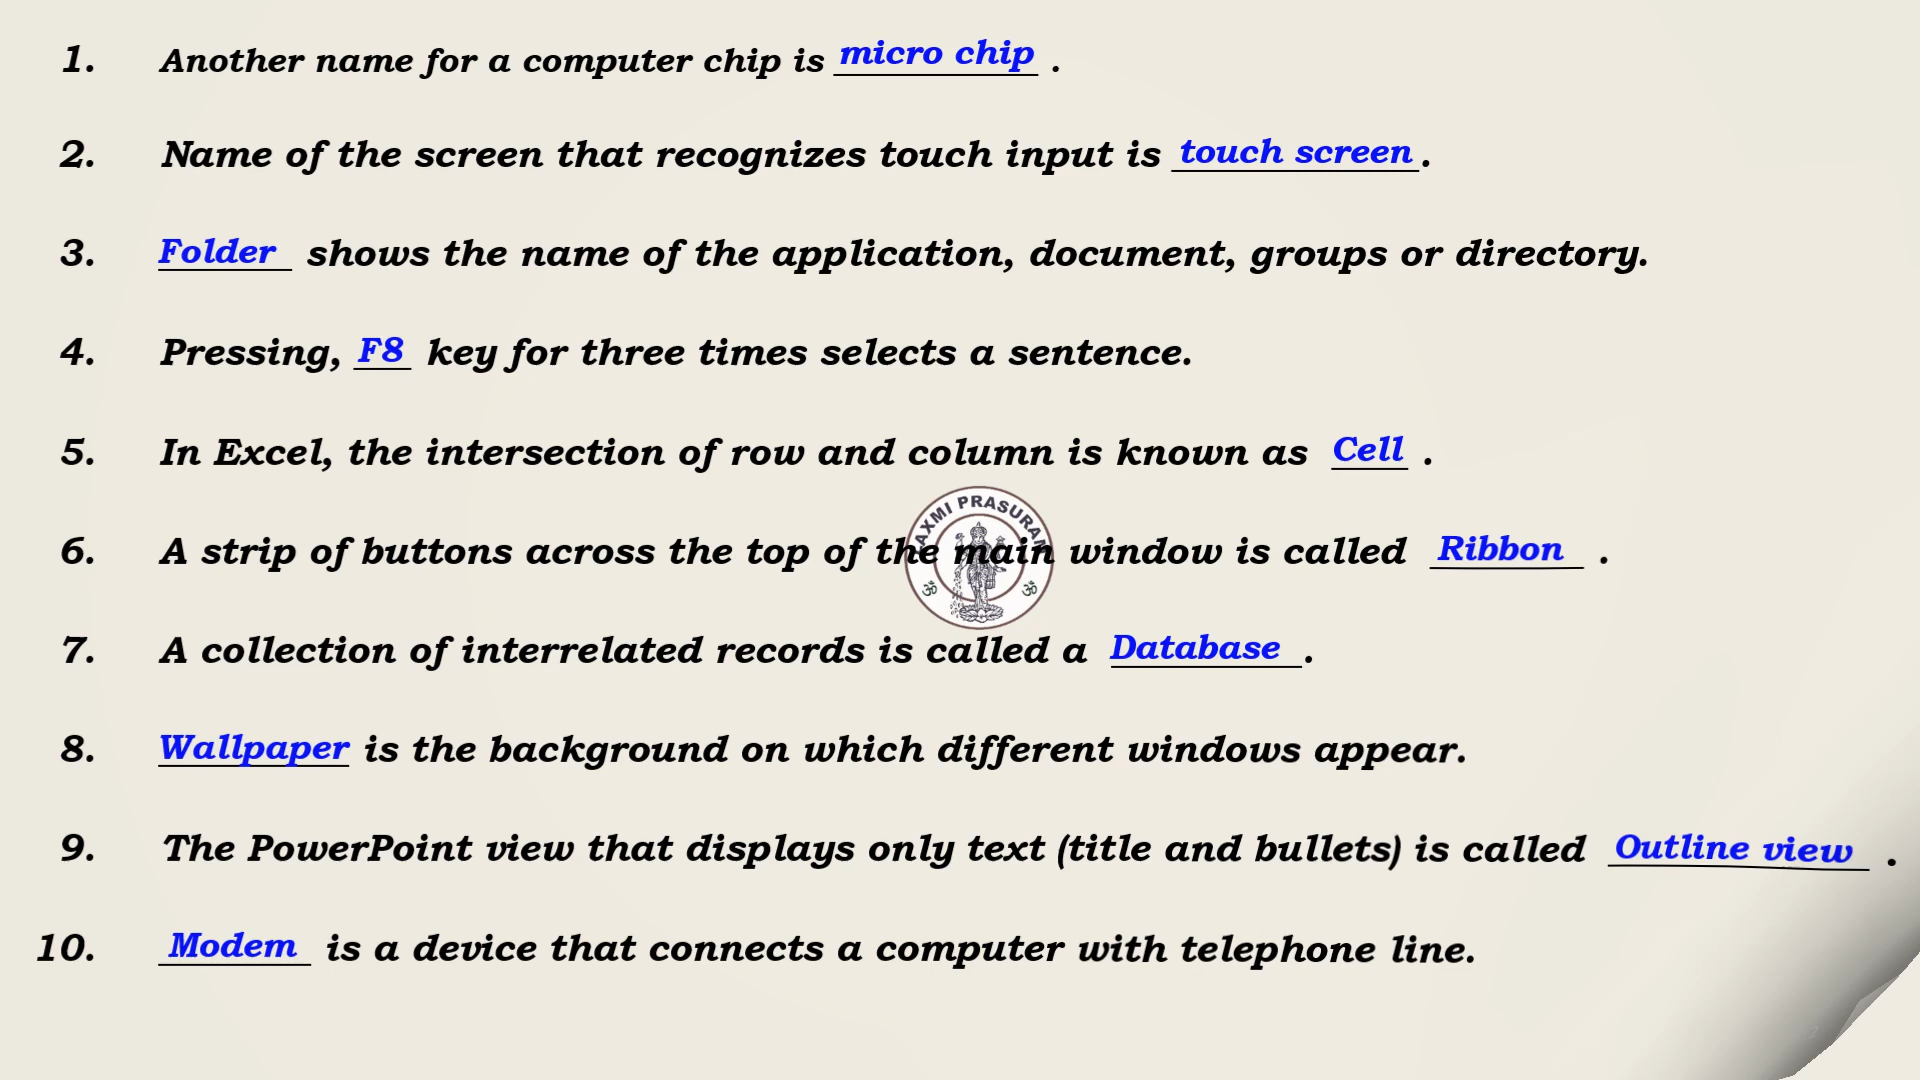 1. Another name for a computer chip is micro chip .
2. Name of the screen that recognizes touch input is touch screen.
3. Folder shows the name of the application, document, groups or directory.
4. Pressing, F8 key for three times selects a sentence.
5. In Excel, the intersection of row and column is known as Cell .
6. A strip of buttons across the top of the main window is called Ribbon .
LAXMI PRASURAM
ॐ ॐ
7. A collection of interrelated records is called a Database .
8. Wallpaper is the background on which different windows appear.
9. The PowerPoint view that displays only text (title and bullets) is called Outline view .
10. Modem is a device that connects a computer with telephone line.